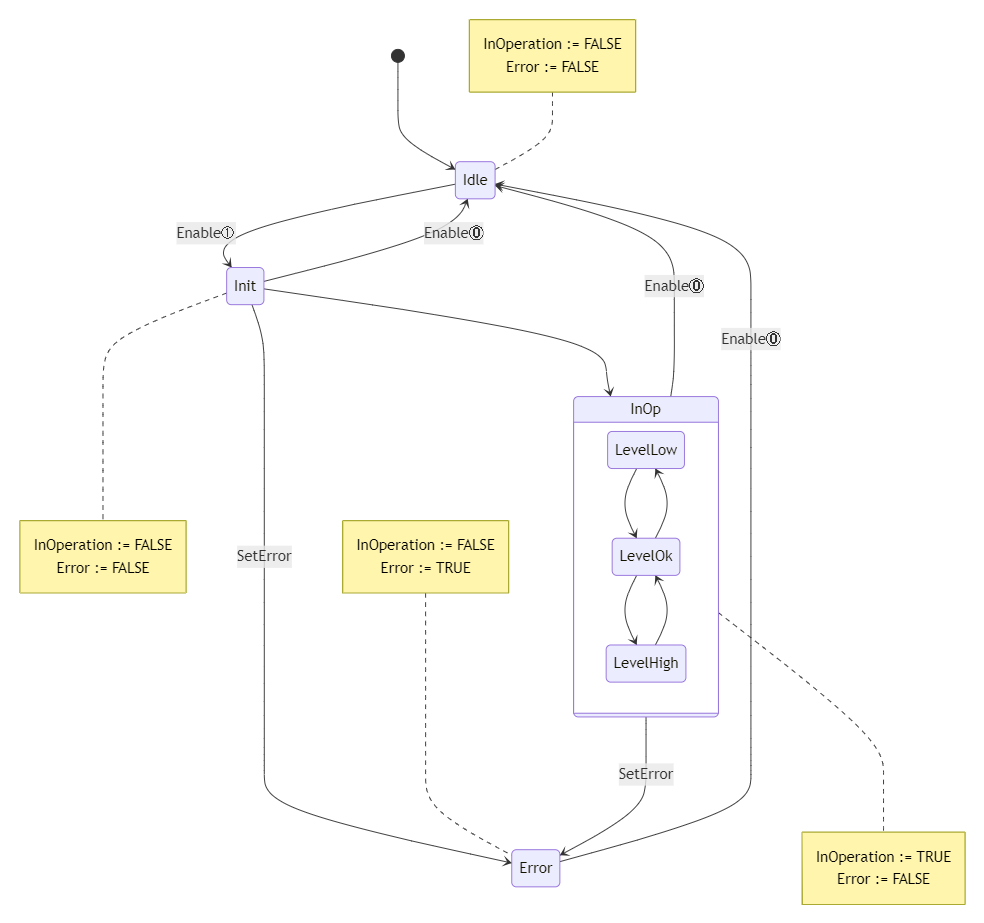 InOperation := FALSE
Error := FALSE
Idle
Enable①
Enable⓪
Init
Enable⓪
Enable⓪
InOp
LevelLow
InOperation := FALSE
Error := FALSE
SetError
InOperation := FALSE
Error := TRUE
LevelOk
LevelHigh
SetError
Error
InOperation := TRUE
Error := FALSE